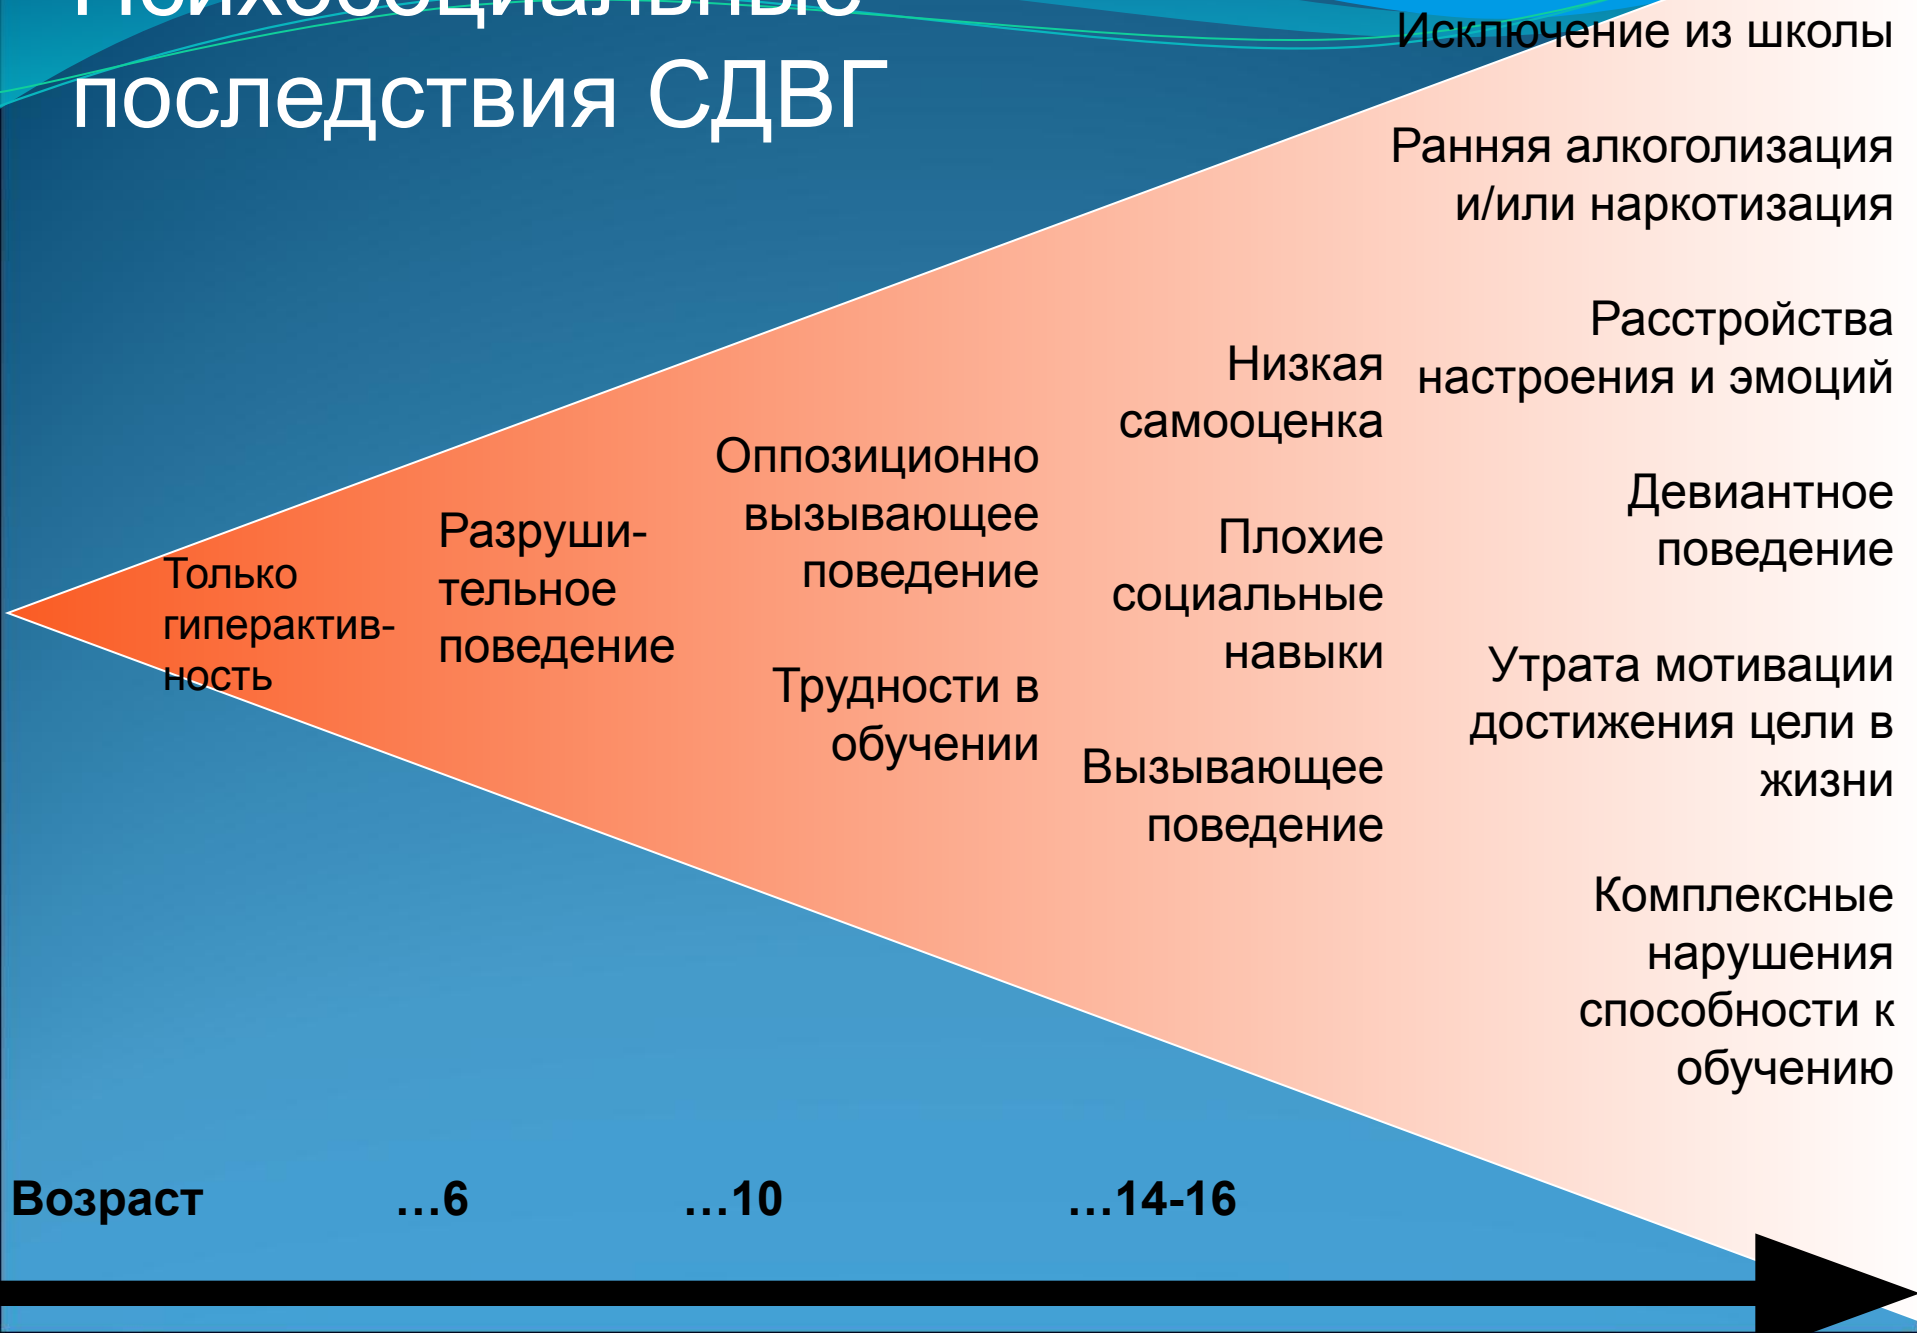 Психосоциальные
последствия СДВГ
Только
гиперактив-
ность
Разруши-
тельное
поведение
Оппозиционно
вызывающее
поведение
Трудности в
обучении
Низкая
самооценка
Плохие
социальные
навыки
Вызывающее
поведение
Исключение из школы
Ранняя алкоголизация
и/или наркотизация
Расстройства
настроения и эмоций
Девиантное
поведение
Утрата мотивации
достижения цели в
жизни
Комплексные
нарушения
способности к
обучению
Возраст …6 …10 …14-16